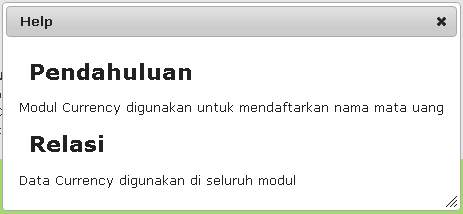 Help
Pendahuluan
Modul Currency digunakan untuk mendaftarkan nama mata uang
Relasi
Data Currency digunakan di seluruh modul